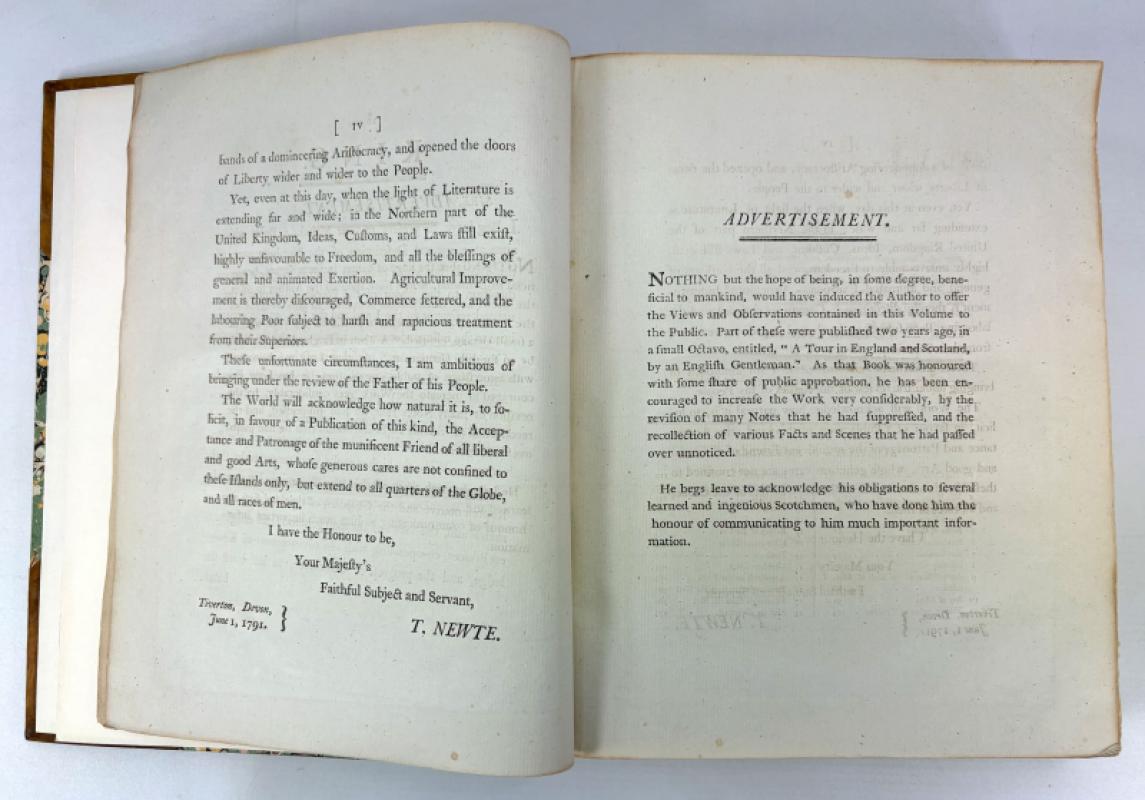 [ IV ]
hands of a domineering Ariſtocracy, and opened the doors
of Liberty wider and wider to the People.
Yet, even at this day, when the light of Literature is
extending far and wide; in the Northern part of the
United Kingdom, Ideas, Cuſtoms, and Laws ſtill exiſt,
highly unfavourable to Freedom, and all the bleſſings of
general and animated Exertion. Agricultural Improve-
ment is thereby diſcouraged, Commerce fettered, and the
labouring Poor ſubject to harſh and rapacious treatment
from their Superiors.
Theſe unfortunate circumſtances, I am ambitious of
bringing under the review of the Father of his People.
The World will acknowledge how natural it is, to ſo-
licit, in favour of a Publication of this kind, the Accep-
tance and Patronage of the munificent Friend of all liberal
and good Arts, whoſe generous cares are not confined to
theſe Iſlands only, but extend to all quarters of the Globe,
and all races of men.
I have the Honour to be,
Your Majeſty's
Faithful Subject and Servant,
Tiverton, Devon,
June 1, 1791. }
T. NEWTE.
ADVERTISEMENT.
NOTHING but the hope of being, in ſome degree, bene-
ficial to mankind, would have induced the Author to offer
the Views and Obſervations contained in this Volume to
the Public. Part of theſe were publiſhed two years ago, in
a ſmall Octavo, entitled, “ A Tour in England and Scotland,
by an Engliſh Gentleman.” As that Book was honoured
with ſome ſhare of public approbation, he has been en-
couraged to increaſe the Work very conſiderably, by the
reviſion of many Notes that he had ſuppreſſed, and the
recollection of various Facts and Scenes that he had paſſed
over unnoticed.
He begs leave to acknowledge his obligations to ſeveral
learned and ingenious Scotchmen, who have done him the
honour of communicating to him much important infor-
mation.